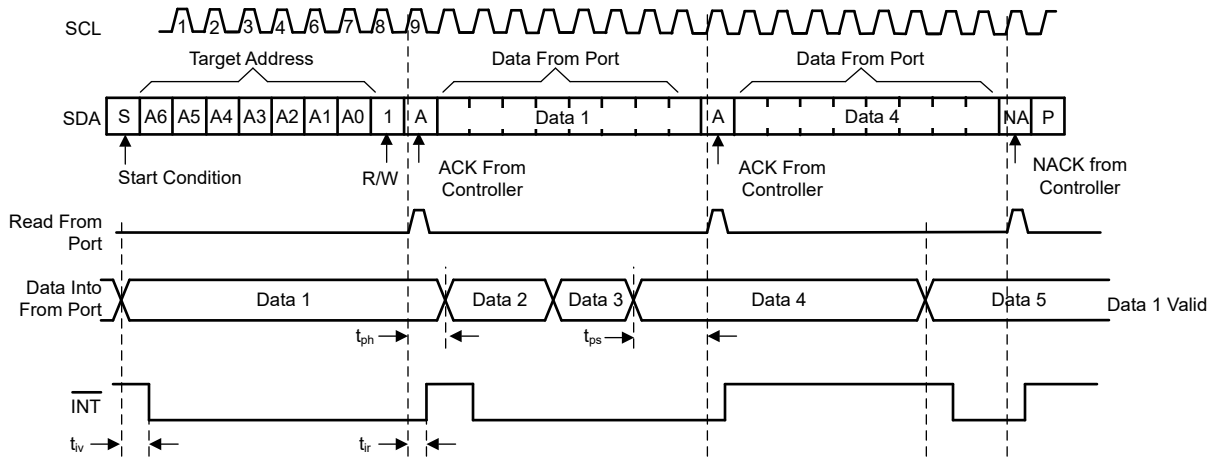 SCL
1 2 3 4 6 7 8 9
Target Address
Data From Port
Data From Port
SDA
S A6 A5 A4 A3 A2 A1 A0 1 A Data 1 A Data 4 NA P
Start Condition
R/W
ACK From
Controller
ACK From
Controller
NACK from
Controller
Read From
Port
Data Into
From Port
Data 1
Data 2
Data 3
Data 4
Data 5
Data 1 Valid
tph
tps
INT
tiv
tir